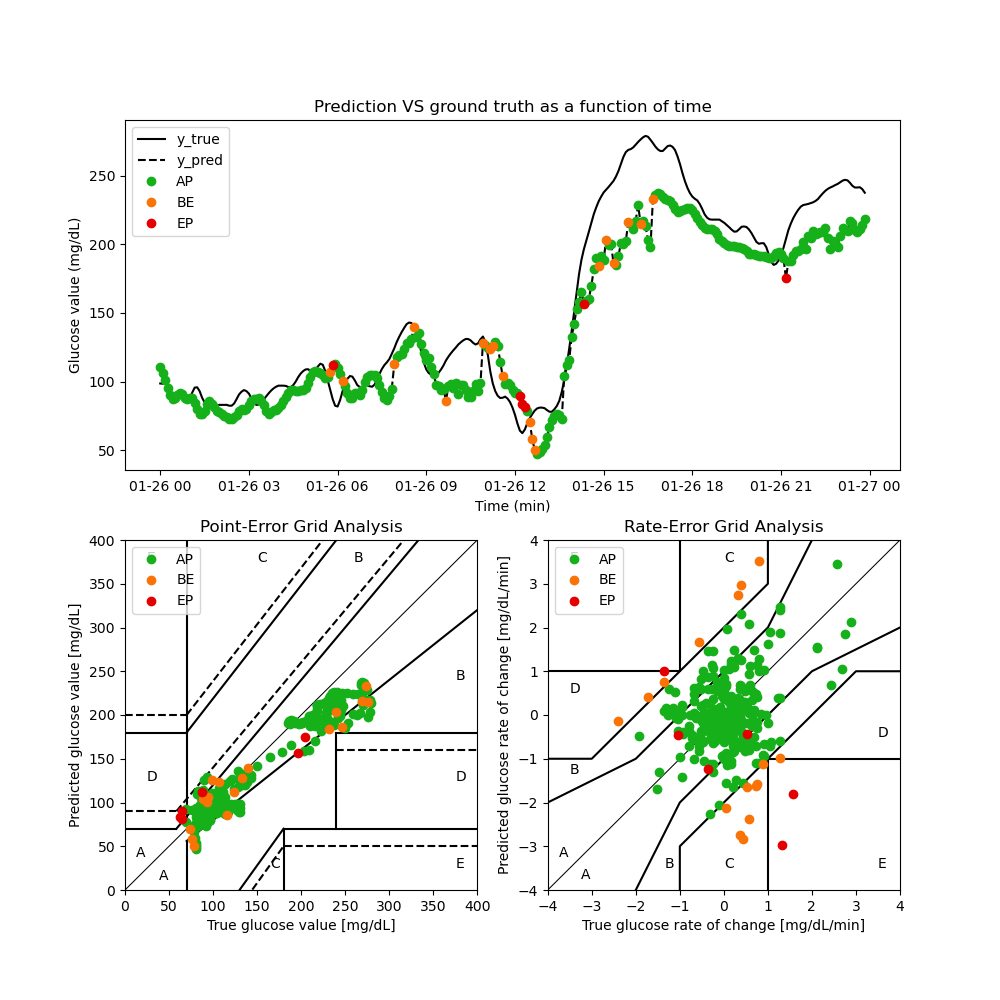 Prediction VS ground truth as a function of time
Glucose value (mg/dL)
250
200
150
100
50
y_true
y_pred
AP
BE
EP
01-26 00
01-26 03
01-26 06
01-26 09
01-26 12
01-26 15
01-26 18
01-26 21
01-27 00
Time (min)
Point-Error Grid Analysis
Predicted glucose value [mg/dL]
400
350
300
250
200
150
100
50
0
AP
BE
EP
C
B
B
D
D
A
A
C
E
0
50
100
150
200
250
300
350
400
True glucose value [mg/dL]
Rate-Error Grid Analysis
Predicted glucose rate of change [mg/dL/min]
4
3
2
1
0
−1
−2
−3
−4
AP
BE
EP
C
D
D
B
A
A
B
C
E
−4
−3
−2
−1
0
1
2
3
4
True glucose rate of change [mg/dL/min]